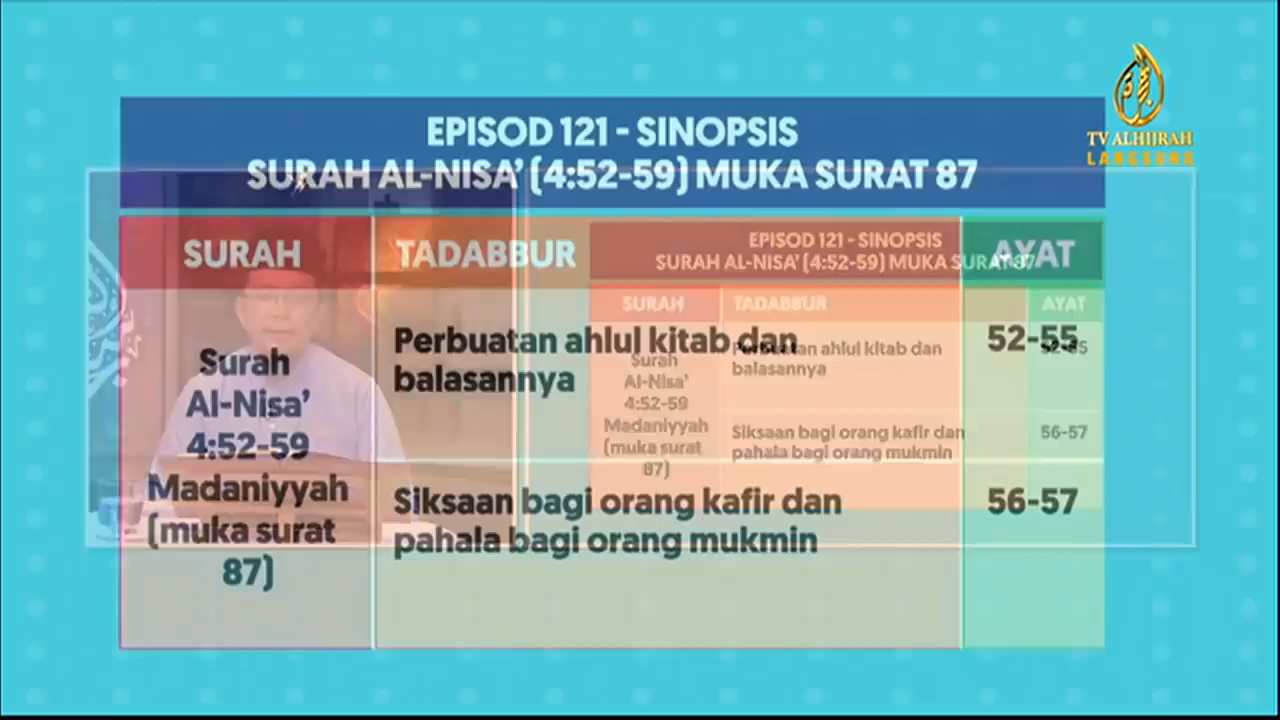 EPISOD 121 - SINOPSIS
SURAH AL-NISA’ (4:52-59) MUKA SURAT 87
TV ALHIJRAH
LANGSUNG
SURAH
TADABBUR
AYAT
Surah
Al-Nisa’
4:52-59
Madaniyyah
(muka surat
87)
Perbuatan ahlul kitab dan
balasannya
52-55
Siksaan bagi orang kafir dan
pahala bagi orang mukmin
56-57
EPISOD 121 - SINOPSIS
SURAH AL-NISA’ (4:52-59) MUKA SURAT 87
SURAH
TADABBUR
AYAT
Surah
Al-Nisa’
4:52-59
Madaniyyah
(muka surat
87)
Perbuatan ahlul kitab dan
balasannya
52-55
Siksaan bagi orang kafir dan
pahala bagi orang mukmin
56-57